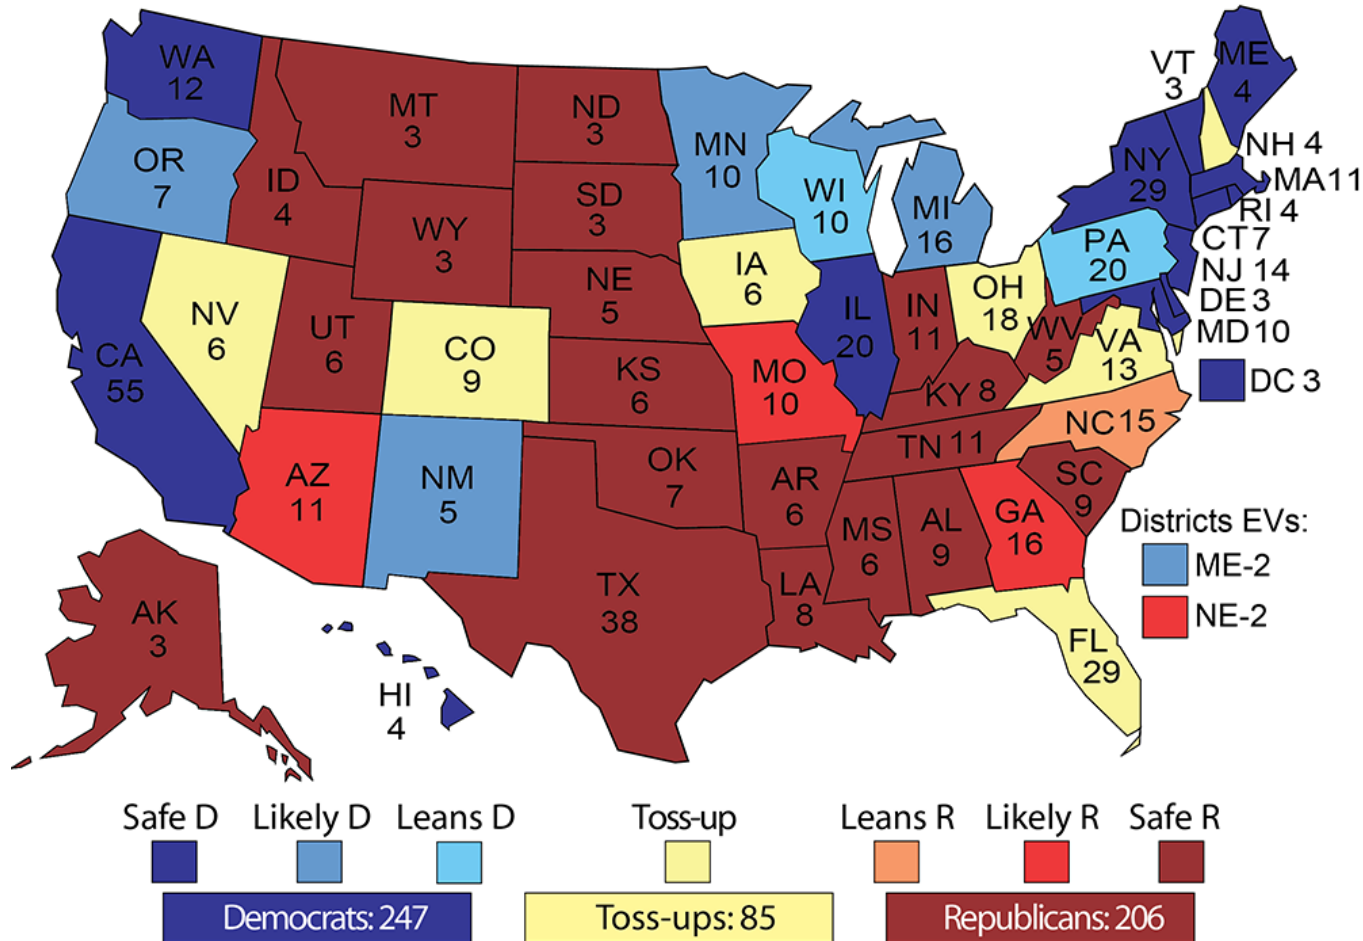 WA
12
OR
7
CA
55
NV
6
ID
4
MT
3
WY
3
UT
6
CO
9
AZ
11
NM
5
ND
3
SD
3
NE
5
KS
6
OK
7
TX
38
MN
10
IA
6
MO
10
AR
6
LA
8
WI
10
IL
20
MI
16
IN
11
OH
18
KY 8
TN 11
MS
6
AL
9
GA
16
FL
29
SC
9
NC 15
VA
13
WV
5
PA
20
NY
29
VT
3
ME
4
NH 4
MA 11
RI 4
CT 7
NJ 14
DE 3
MD 10
DC 3
AK
3
HI
4
Districts EVs:
ME-2
NE-2
Safe D Likely D Leans D Toss-up Leans R Likely R Safe R
Democrats: 247 Toss-ups: 85 Republicans: 206